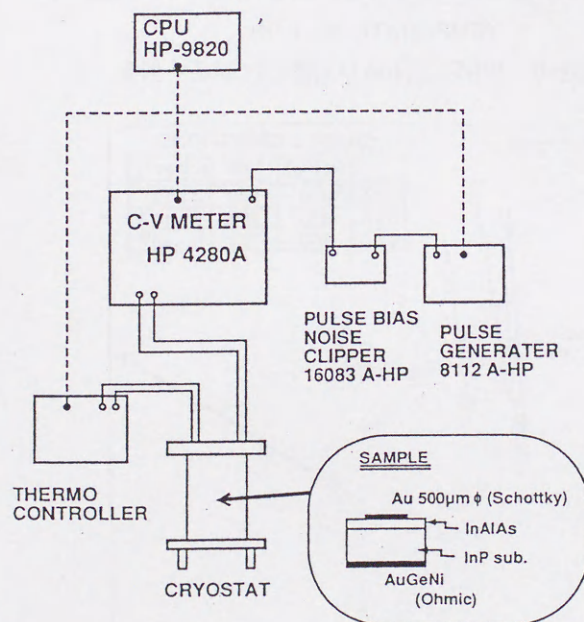 CPU
HP-9820
C-V METER
HP 4280A
PULSE BIAS
NOISE
CLIPPER
16083 A-HP
PULSE
GENERATER
8112 A-HP
THERMO
CONTROLLER
CRYOSTAT
SAMPLE
Au 500μm ϕ (Schottky)
InAlAs
InP sub.
AuGeNi
(Ohmic)